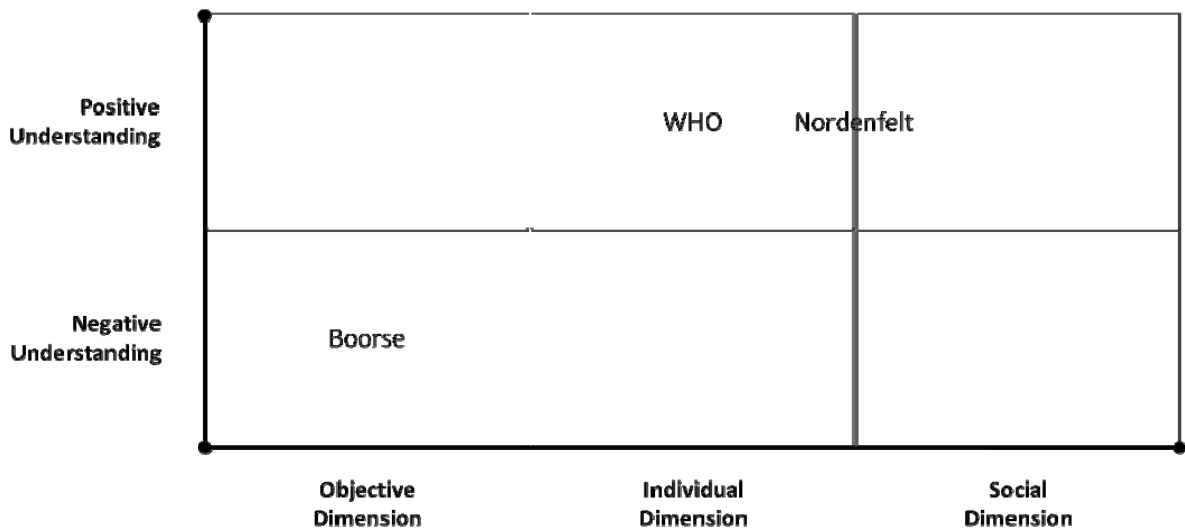 Positive
Understanding
WHO
Nordenfelt
Negative
Understanding
Boorse
Objective
Dimension
Individual
Dimension
Social
Dimension